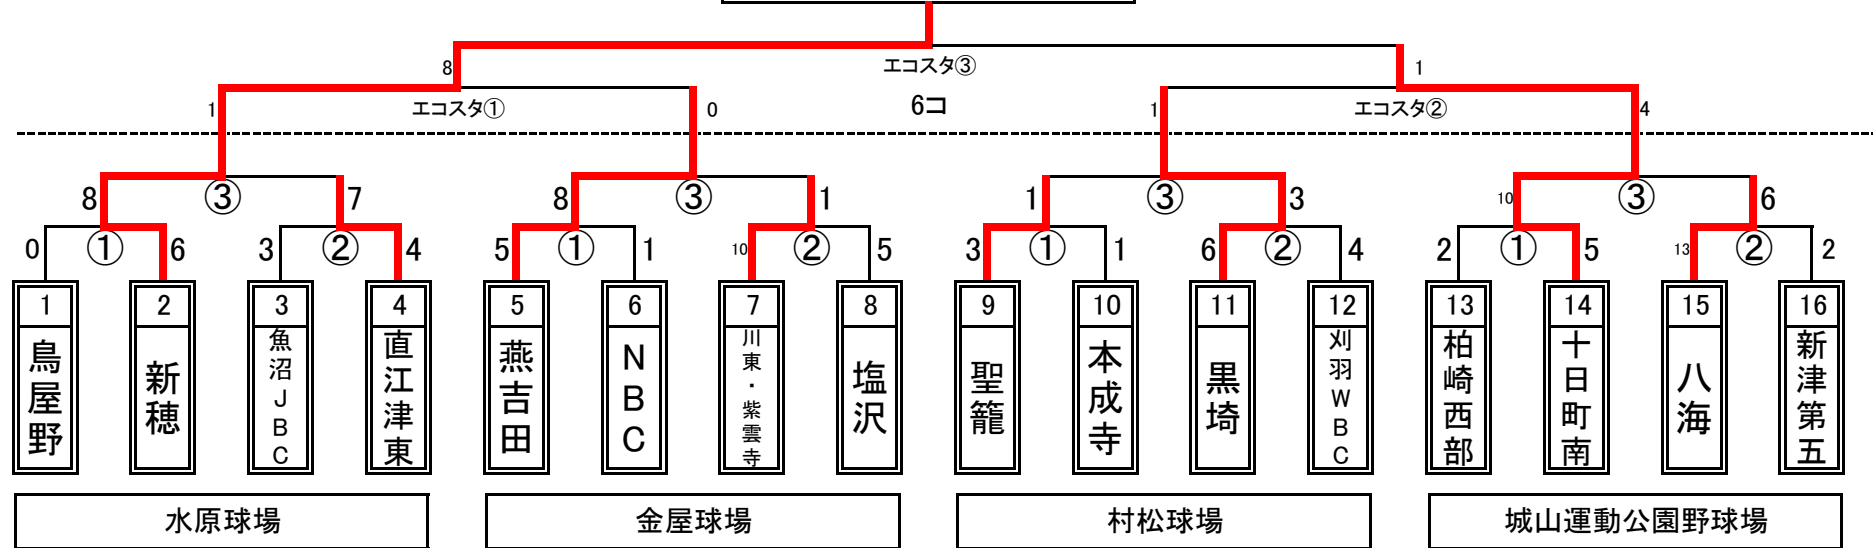 8 エコスタ③ 1
1 エコスタ① 0 6コ 1 エコスタ② 4
8 ③ 7 8 ③ 1 1 ③ 3 10 ③ 6
0 ① 6 3 ② 4 5 ① 1 10 ② 5 3 ① 1 6 ② 4 2 ① 5 13 ② 2
1 2 3 4 5 6 7 8 9 10 11 12 13 14 15 16
鳥屋野
新穂
魚沼JBC
直江津東
燕吉田
NBC
川東・紫雲寺
塩沢
聖籠
本成寺
黒埼
刈羽WBC
柏崎西部
十日町南
八海
新津第五
水原球場 金屋球場 村松球場 城山運動公園野球場